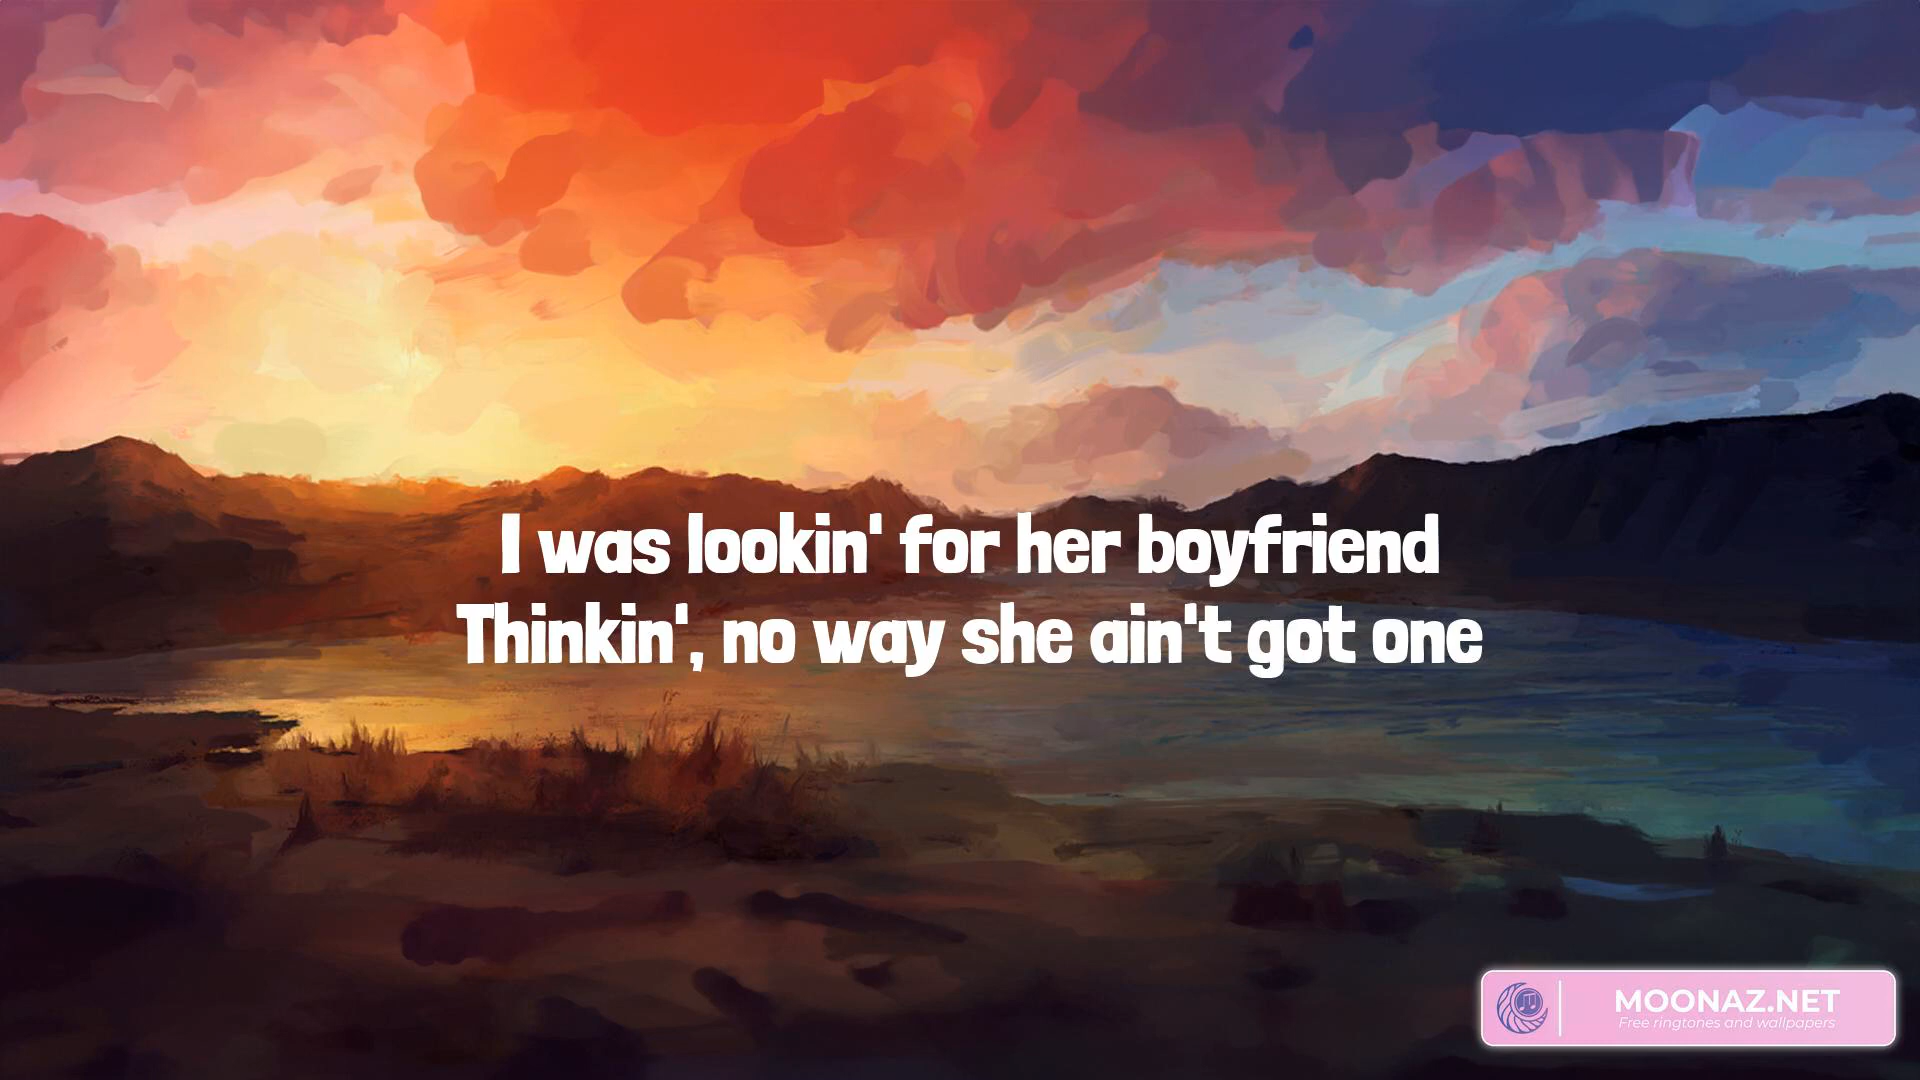 I was lookin' for her boyfriend
Thinkin', no way she ain't got one
MOONAZ.NET
Free ringtones and wallpapers